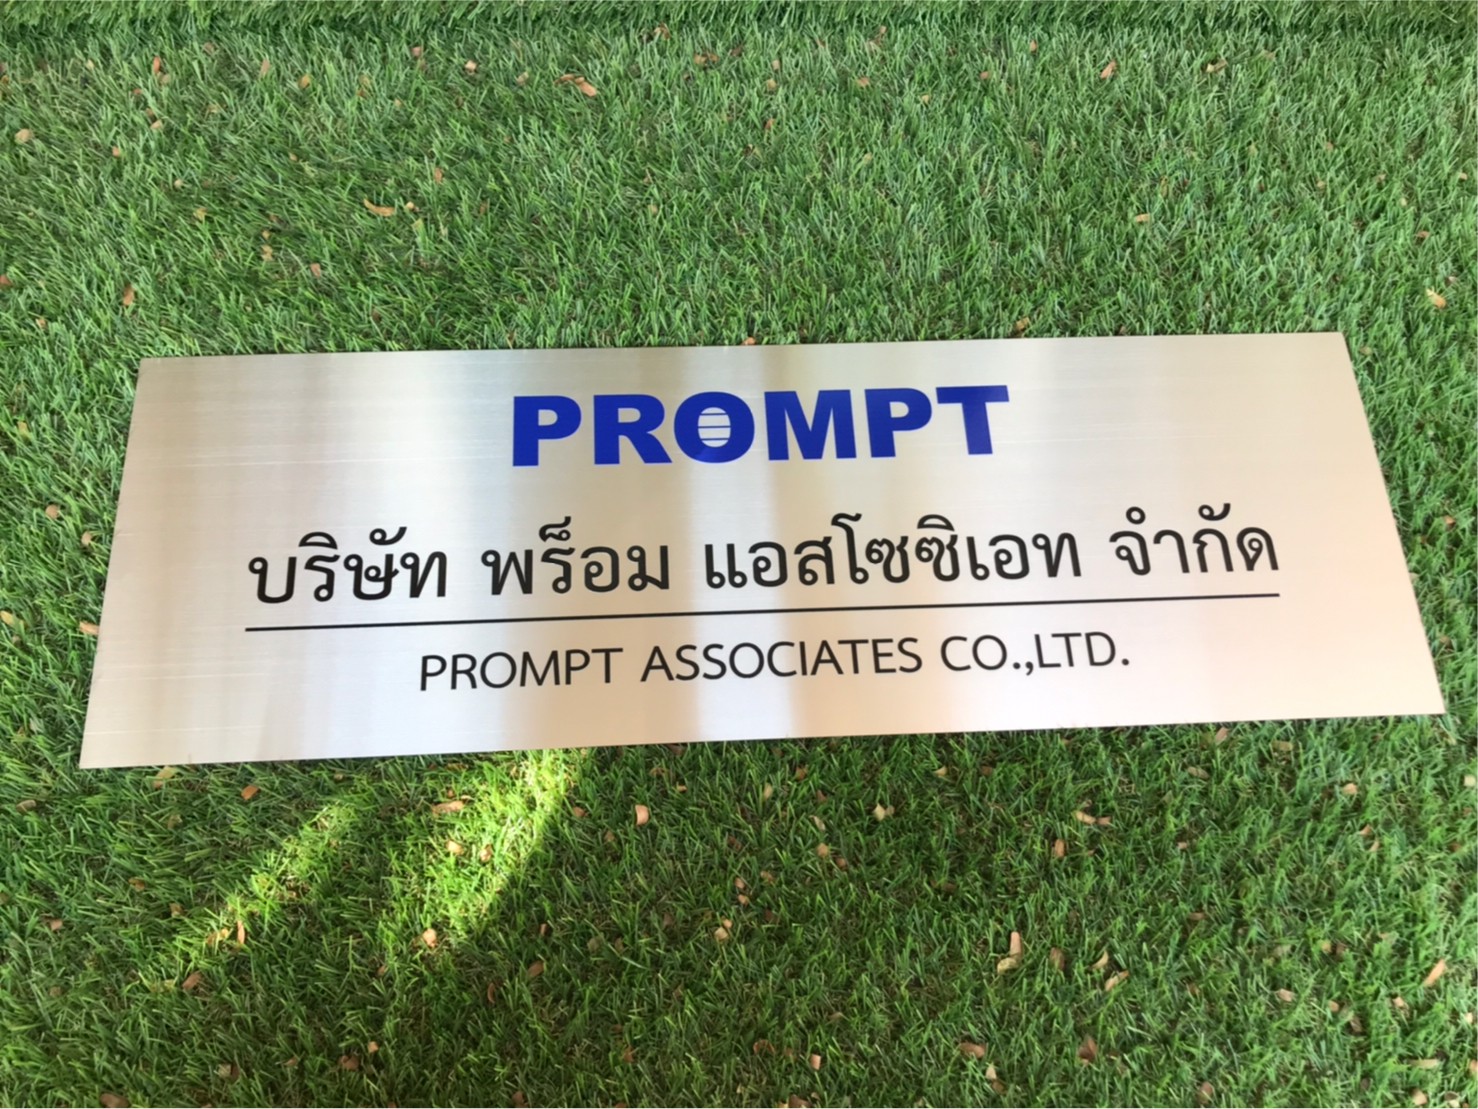 PROMPT
บริษัท พร็อม แอสโซซิเอท จำกัด
PROMPT ASSOCIATES CO.,LTD.